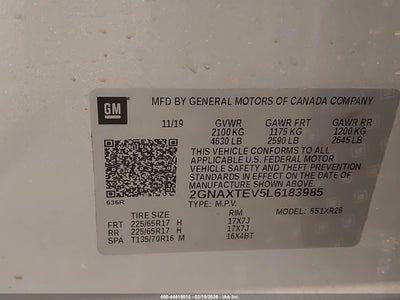 GM
MFD BY GENERAL MOTORS OF CANADA COMPANY
11/19 GVWR GAWR FRT GAWR RR
2100 KG 1175 KG 1200 KG
4630 LB 2590 LB 2645 LB
THIS VEHICLE CONFORMS TO ALL
APPLICABLE U.S. FEDERAL MOTOR
VEHICLE SAFETY AND THEFT PREVENTION
STANDARDS IN EFFECT ON THE DATE OF
MANUFACTURE SHOWN ABOVE.
2GNAXTEV5L6183985
636R TYPE: M.P.V. MODEL: 551XR26
TIRE SIZE RIM
FRT 225/65R17 H 17X7J
RR 225/65R17 H 17X7J
SPA T135/70R16 M 16X4BT
500-44419015 - 02/19/2026 - IAA Inc.